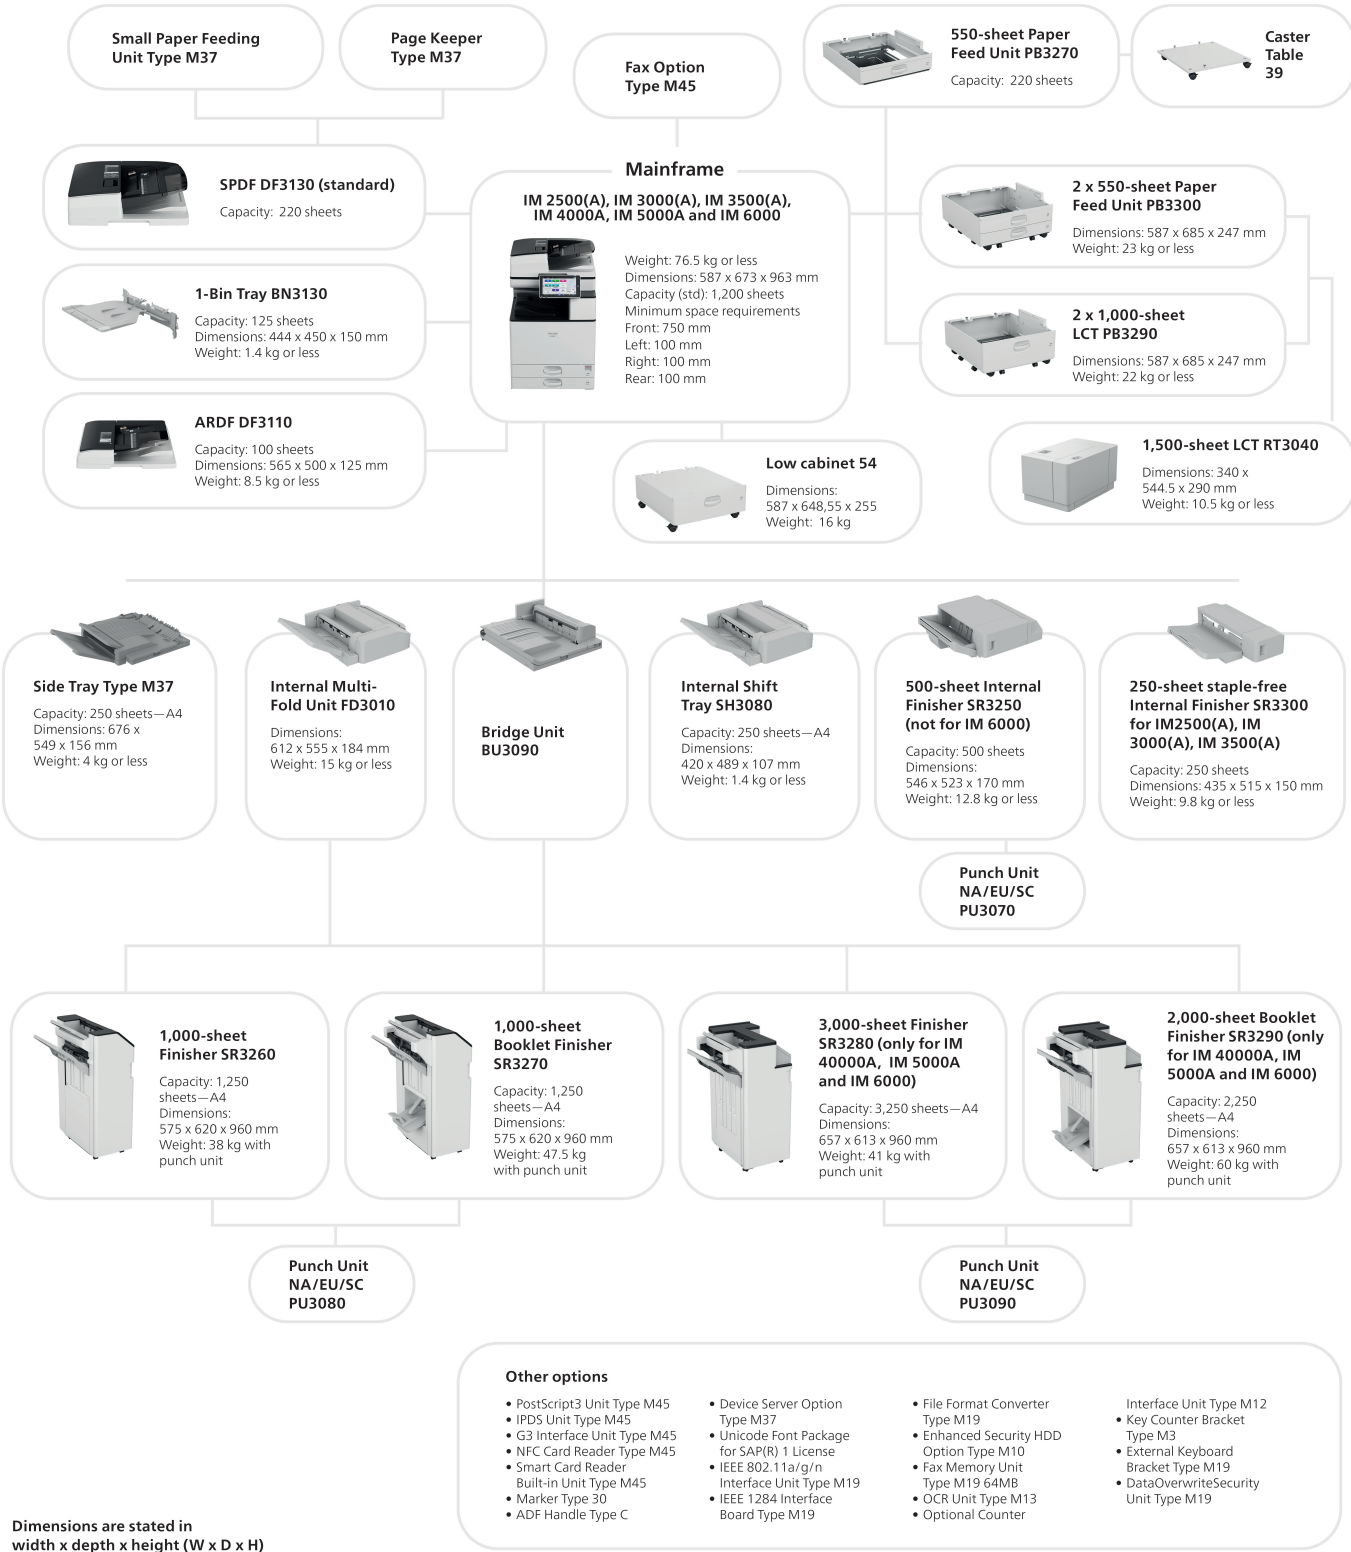 Small Paper Feeding
Unit Type M37
Page Keeper
Type M37
Fax Option
Type M45
550-sheet Paper
Feed Unit PB3270
Capacity: 220 sheets
Caster
Table
39
SPDF DF3130 (standard)
Capacity: 220 sheets
Mainframe
IM 2500(A), IM 3000(A), IM 3500(A),
IM 4000A, IM 5000A and IM 6000
Weight: 76.5 kg or less
Dimensions: 587 x 673 x 963 mm
Capacity (std): 1,200 sheets
Minimum space requirements
Front: 750 mm
Left: 100 mm
Right: 100 mm
Rear: 100 mm
2 x 550-sheet Paper
Feed Unit PB3300
Dimensions: 587 x 685 x 247 mm
Weight: 23 kg or less
1-Bin Tray BN3130
Capacity: 125 sheets
Dimensions: 444 x 450 x 150 mm
Weight: 1.4 kg or less
2 x 1,000-sheet
LCT PB3290
Dimensions: 587 x 685 x 247 mm
Weight: 22 kg or less
ARDF DF3110
Capacity: 100 sheets
Dimensions: 565 x 500 x 125 mm
Weight: 8.5 kg or less
Low cabinet 54
Dimensions:
587 x 648,55 x 255
Weight: 16 kg
1,500-sheet LCT RT3040
Dimensions: 340 x
544.5 x 290 mm
Weight: 10.5 kg or less
Side Tray Type M37
Capacity: 250 sheets—A4
Dimensions: 676 x
549 x 156 mm
Weight: 4 kg or less
Internal Multi-
Fold Unit FD3010
Dimensions:
612 x 555 x 184 mm
Weight: 15 kg or less
Bridge Unit
BU3090
Internal Shift
Tray SH3080
Capacity: 250 sheets—A4
Dimensions:
420 x 489 x 107 mm
Weight: 1.4 kg or less
500-sheet Internal
Finisher SR3250
(not for IM 6000)
Capacity: 500 sheets
Dimensions:
546 x 523 x 170 mm
Weight: 12.8 kg or less
250-sheet staple-free
Internal Finisher SR3300
for IM2500(A), IM
3000(A), IM 3500(A)
Capacity: 250 sheets
Dimensions: 435 x 515 x 150 mm
Weight: 9.8 kg or less
Punch Unit
NA/EU/SC
PU3070
1,000-sheet
Finisher SR3260
Capacity: 1,250
sheets—A4
Dimensions:
575 x 620 x 960 mm
Weight: 38 kg with
punch unit
1,000-sheet
Booklet Finisher
SR3270
Capacity: 1,250
sheets—A4
Dimensions:
575 x 620 x 960 mm
Weight: 47.5 kg
with punch unit
3,000-sheet Finisher
SR3280 (only for IM
40000A, IM 5000A
and IM 6000)
Capacity: 3,250 sheets—A4
Dimensions:
657 x 613 x 960 mm
Weight: 41 kg with
punch unit
2,000-sheet Booklet
Finisher SR3290 (only
for IM 40000A, IM
5000A and IM 6000)
Capacity: 2,250
sheets—A4
Dimensions:
657 x 613 x 960 mm
Weight: 60 kg with
punch unit
Punch Unit
NA/EU/SC
PU3080
Punch Unit
NA/EU/SC
PU3090
Other options
• PostScript3 Unit Type M45
• IPDS Unit Type M45
• G3 Interface Unit Type M45
• NFC Card Reader Type M45
• Smart Card Reader
Built-in Unit Type M45
• Marker Type 30
• ADF Handle Type C
• Device Server Option
Type M37
• Unicode Font Package
for SAP(R) 1 License
• IEEE 802.11a/g/n
Interface Unit Type M19
• IEEE 1284 Interface
Board Type M19
• File Format Converter
Type M19
• Enhanced Security HDD
Option Type M10
• Fax Memory Unit
Type M19 64MB
• OCR Unit Type M13
• Optional Counter
Interface Unit Type M12
• Key Counter Bracket
Type M3
• External Keyboard
Bracket Type M19
• DataOverwriteSecurity
Unit Type M19
Dimensions are stated in
width x depth x height (W x D x H)